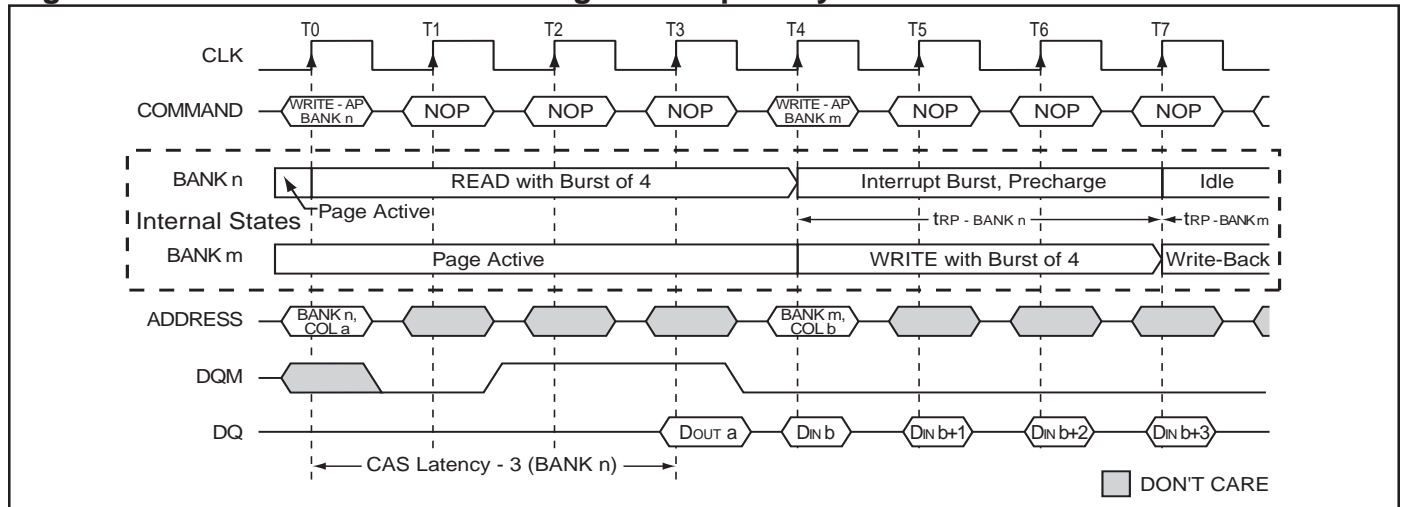 T0 T1 T2 T3 T4 T5 T6 T7
CLK
COMMAND WRITE - AP BANK n NOP NOP NOP WRITE - AP BANK m NOP NOP NOP
BANK n READ with Burst of 4 Interrupt Burst, Precharge Idle
Internal States Page Active tRP - BANK n tRP - BANK m
BANK m Page Active WRITE with Burst of 4 Write-Back
ADDRESS BANK n, COL a BANK m, COL b
DQM
DQ DOUT a DIN b DIN b+1 DIN b+2 DIN b+3
CAS Latency - 3 (BANK n)
DON'T CARE